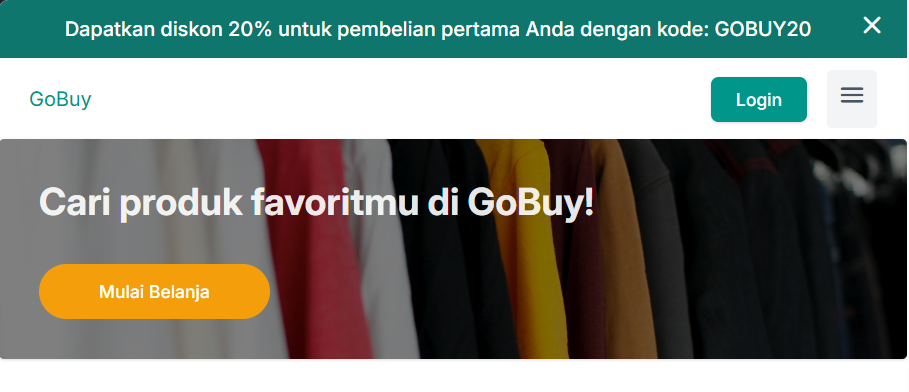 Dapatkan diskon 20% untuk pembelian pertama Anda dengan kode: GOBUY20
GoBuy
Login
Cari produk favoritmu di GoBuy!
Mulai Belanja